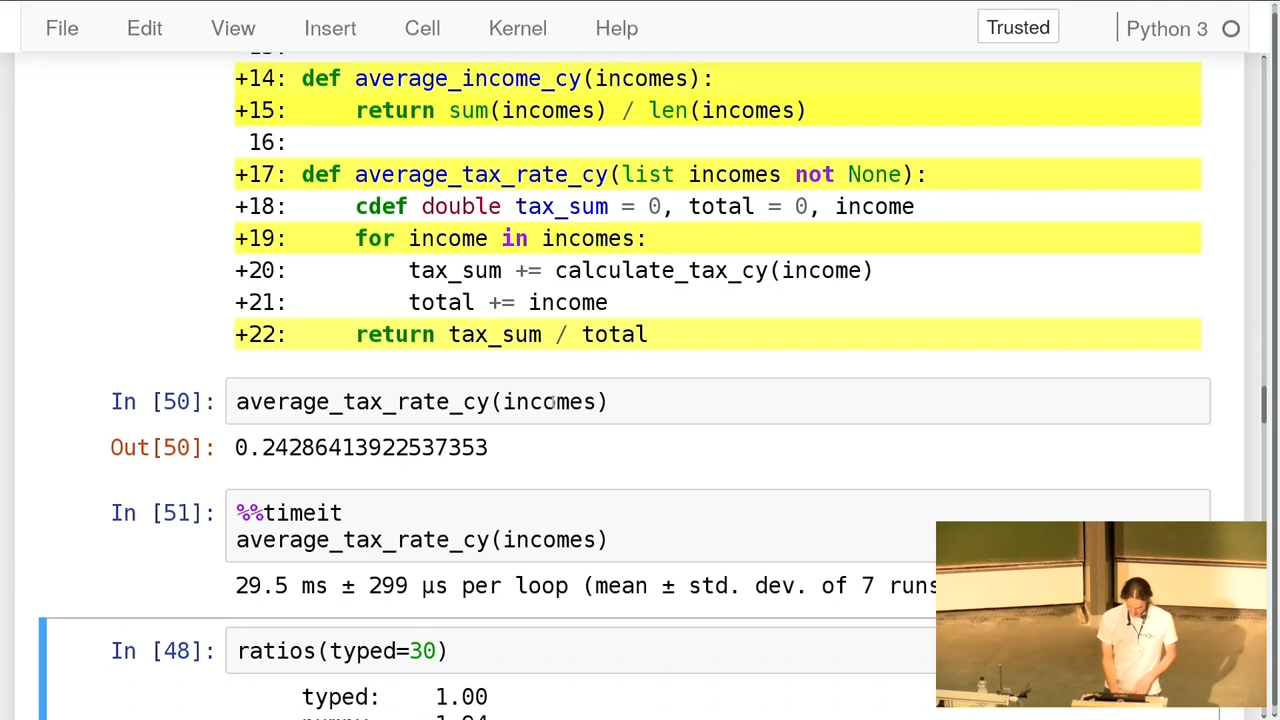 File Edit View Insert Cell Kernel Help Trusted Python 3
+14: def average_income_cy(incomes):
+15: return sum(incomes) / len(incomes)
16:
+17: def average_tax_rate_cy(list incomes not None):
+18: cdef double tax_sum = 0, total = 0, income
+19: for income in incomes:
+20: tax_sum += calculate_tax_cy(income)
+21: total += income
+22: return tax_sum / total
In [50]: average_tax_rate_cy(incomes)
Out[50]: 0.24286413922537353
In [51]: %%timeit
average_tax_rate_cy(incomes)
29.5 ms ± 299 µs per loop (mean ± std. dev. of 7 runs
In [48]: ratios(typed=30)
typed: 1.00